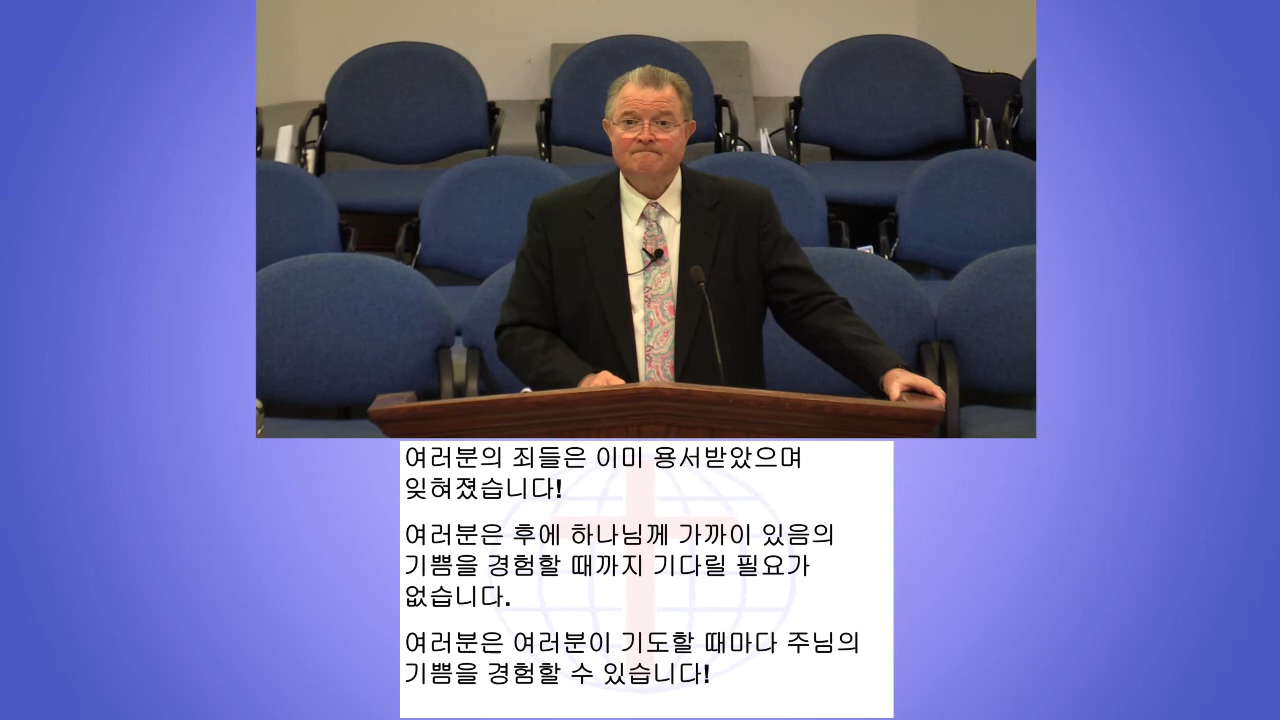 여러분의 죄들은 이미 용서받았으며
잊혀졌습니다!
여러분은 후에 하나님께 가까이 있음의
기쁨을 경험할 때까지 기다릴 필요가
없습니다.
여러분은 여러분이 기도할 때마다 주님의
기쁨을 경험할 수 있습니다!